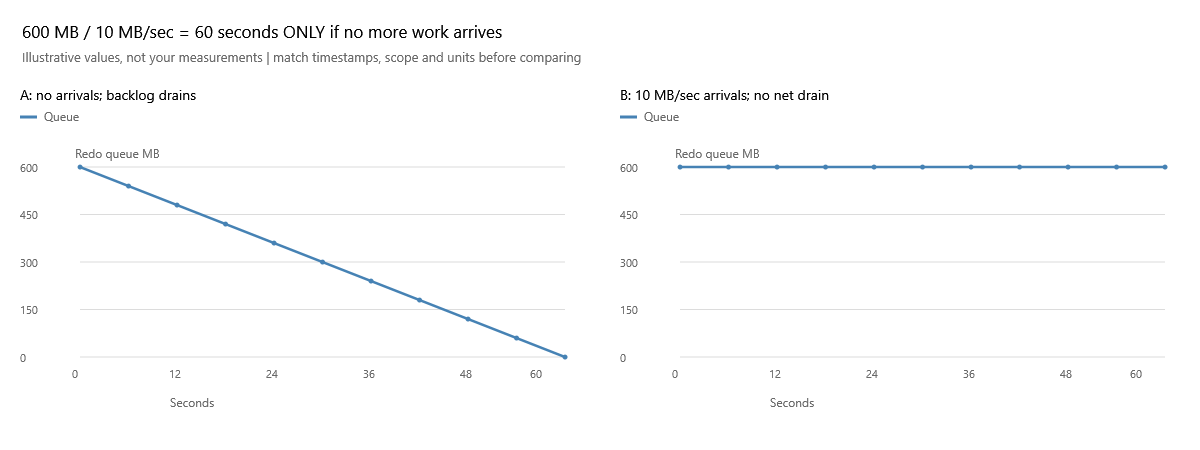 600 MB / 10 MB/sec = 60 seconds ONLY if no more work arrives
Illustrative values, not your measurements | match timestamps, scope and units before comparing
A: no arrivals; backlog drains
Queue
Redo queue MB
600
450
300
150
0
0 12 24 36 48 60
Seconds
B: 10 MB/sec arrivals; no net drain
Queue
Redo queue MB
600
450
300
150
0
0 12 24 36 48 60
Seconds